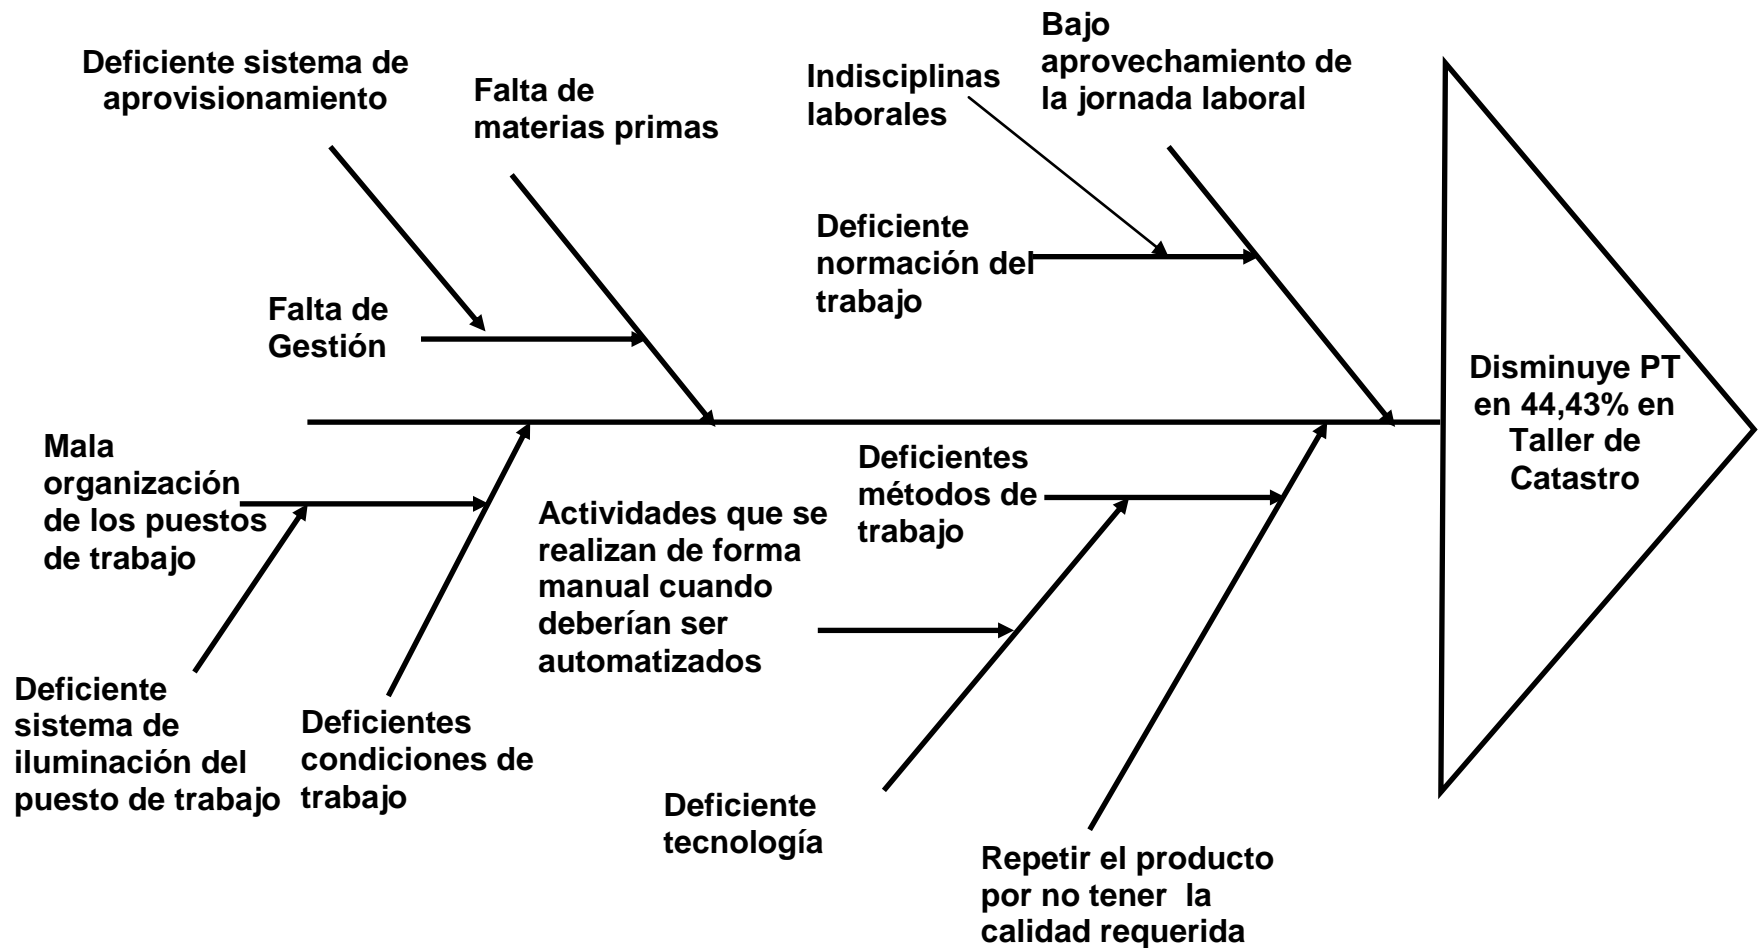 Deficiente sistema de
aprovisionamiento
Falta de
materias primas
Indisciplinas
laborales
Bajo
aprovechamiento de
la jornada laboral
Deficiente
normación del
trabajo
Falta de
Gestión
Disminuye PT
en 44,43% en
Taller de
Catastro
Mala
organización
de los puestos
de trabajo
Actividades que se
realizan de forma
manual cuando
deberían ser
automatizados
Deficientes
métodos de
trabajo
Deficiente
sistema de
iluminación del
puesto de trabajo
Deficientes
condiciones de
trabajo
Deficiente
tecnología
Repetir el producto
por no tener  la
calidad requerida